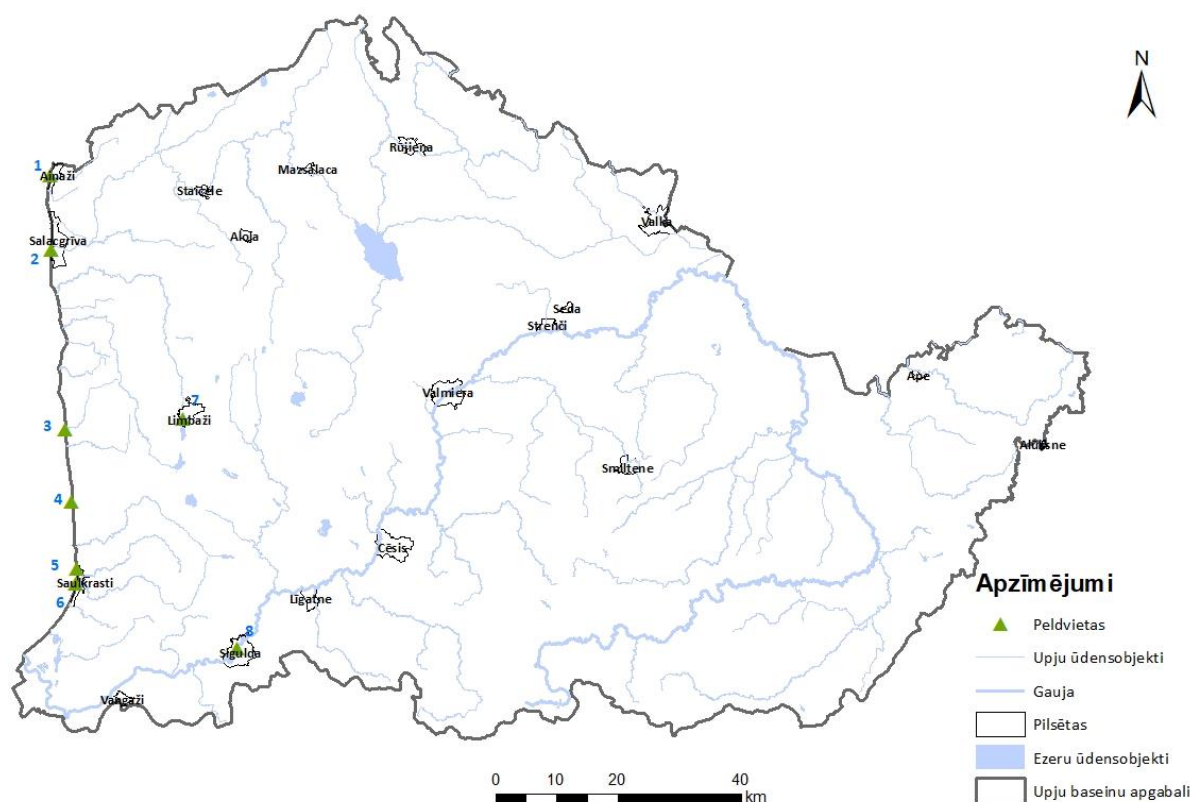 N
Rūjiena
1
Mazsalaca
Ainaži
Staicele
Valka
Aloja
Salacgrīva
2
Seda
Strenči
Ape
Valmiera
7
Limbaži
3
Alūksne
Smiltene
4
Cēsis
5
Saulkrasti
6
Līgatne
8
Sigulda
Vangaži
Apzīmējumi
Peldvietas
Upju ūdensobjekti
Gauja
Pilsētas
Ezeru ūdensobjekti
Upju baseinu apgabali
0 10 20 40
km